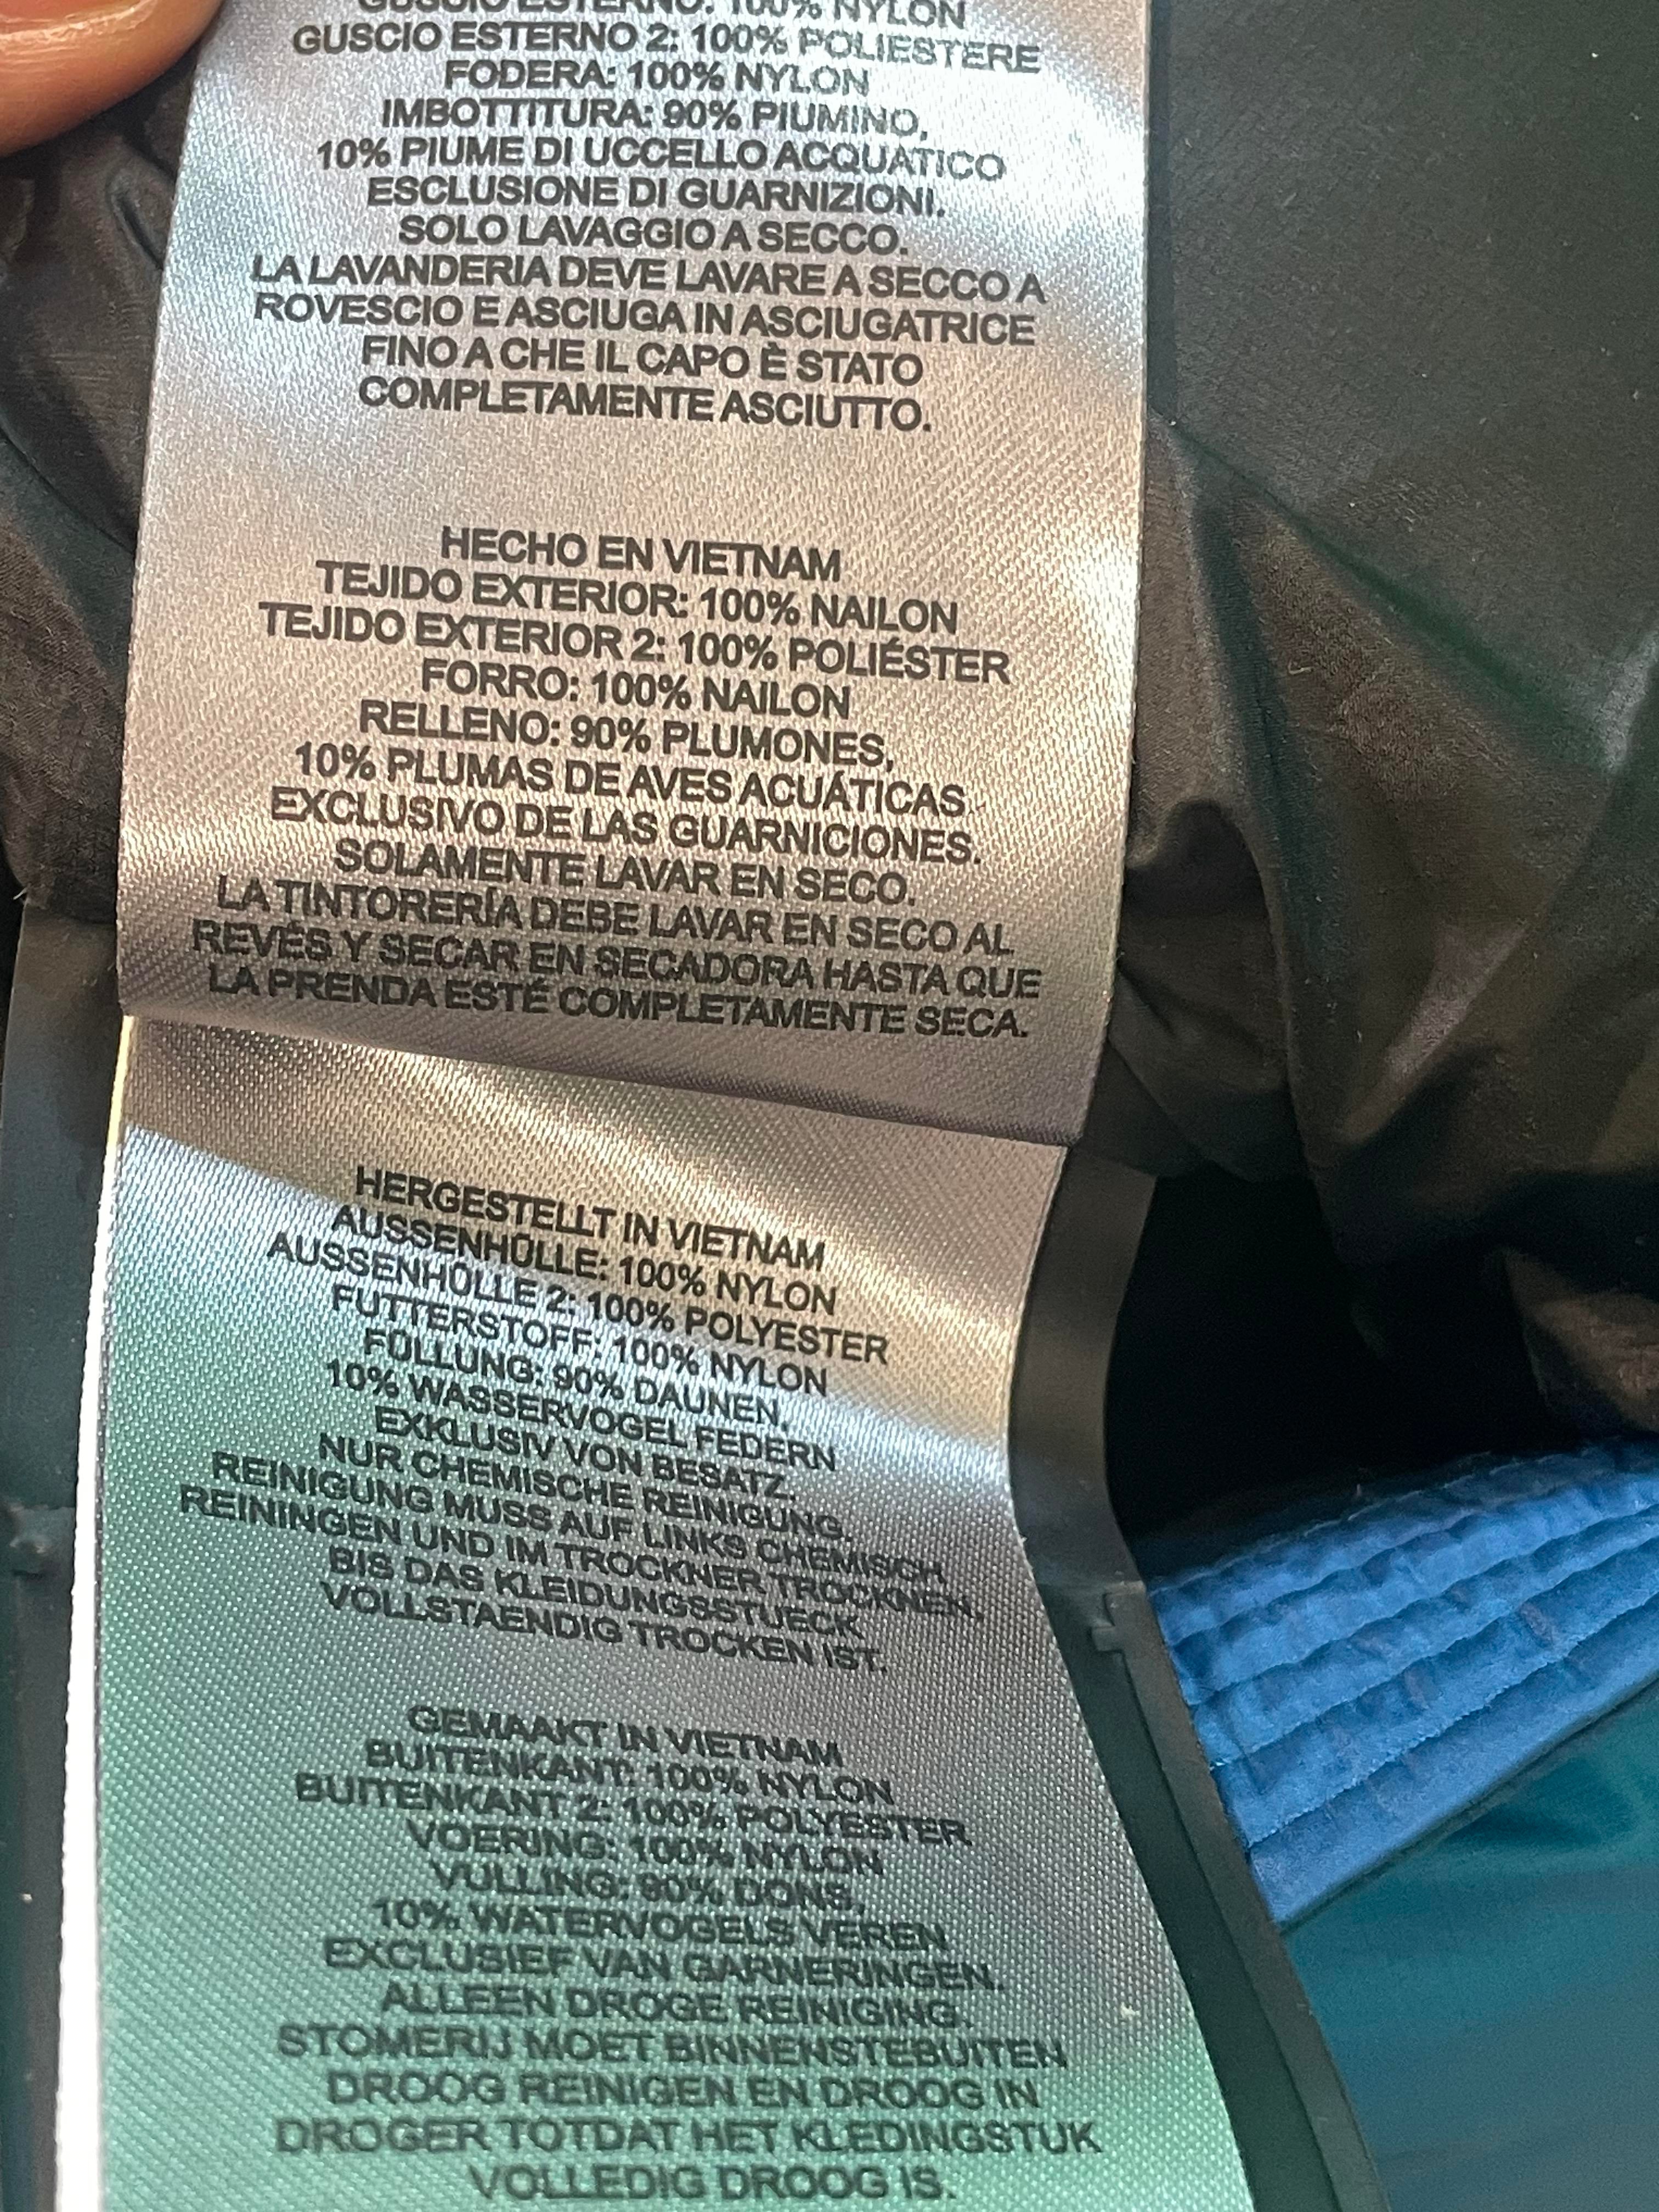 GUSCIO ESTERNO: 100% NYLON
GUSCIO ESTERNO 2: 100% POLIESTERE
FODERA: 100% NYLON
IMBOTTITURA: 90% PIUMINO,
10% PIUME DI UCCELLO ACQUATICO
ESCLUSIONE DI GUARNIZIONI.
SOLO LAVAGGIO A SECCO.
LA LAVANDERIA DEVE LAVARE A SECCO A
ROVESCIO E ASCIUGA IN ASCIUGATRICE
FINO A CHE IL CAPO È STATO
COMPLETAMENTE ASCIUTTO.
HECHO EN VIETNAM
TEJIDO EXTERIOR: 100% NAILON
TEJIDO EXTERIOR 2: 100% POLIÉSTER
FORRO: 100% NAILON
RELLENO: 90% PLUMONES,
10% PLUMAS DE AVES ACUÁTICAS.
EXCLUSIVO DE LAS GUARNICIONES.
SOLAMENTE LAVAR EN SECO.
LA TINTORERÍA DEBE LAVAR EN SECO AL
REVÉS Y SECAR EN SECADORA HASTA QUE
LA PRENDA ESTÉ COMPLETAMENTE SECA.
HERGESTELLT IN VIETNAM
AUSSENHÜLLE: 100% NYLON
AUSSENHÜLLE 2: 100% POLYESTER
FUTTERSTOFF: 100% NYLON
FÜLLUNG: 90% DAUNEN,
10% WASSERVOGEL FEDERN
EXKLUSIV VON BESATZ.
NUR CHEMISCHE REINIGUNG.
REINIGUNG MUSS AUF LINKS CHEMISCH
REININGEN UND IM TROCKNER TROCKNEN,
BIS DAS KLEIDUNGSSTUECK
VOLLSTAENDIG TROCKEN IST.
GEMAAKT IN VIETNAM
BUITENKANT: 100% NYLON
BUITENKANT 2: 100% POLYESTER
VOERING: 100% NYLON
VULLING: 90% DONS,
10% WATERVOGELS VEREN
EXCLUSIEF VAN GARNERINGEN.
ALLEEN DROGE REINIGING.
STOMERIJ MOET BINNENSTEBUITEN
DROOG REINIGEN EN DROOG IN
DROGER TOTDAT HET KLEDINGSTUK
VOLLEDIG DROOG IS.